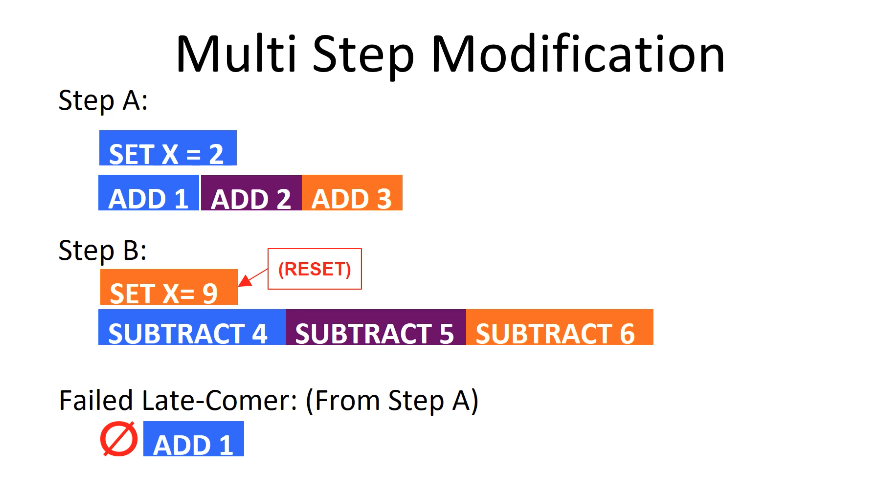 Multi Step Modification
Step A:
SET X = 2
ADD 1 ADD 2 ADD 3
Step B:
(RESET)
SET X= 9
SUBTRACT 4 SUBTRACT 5 SUBTRACT 6
Failed Late-Comer: (From Step A)
ADD 1